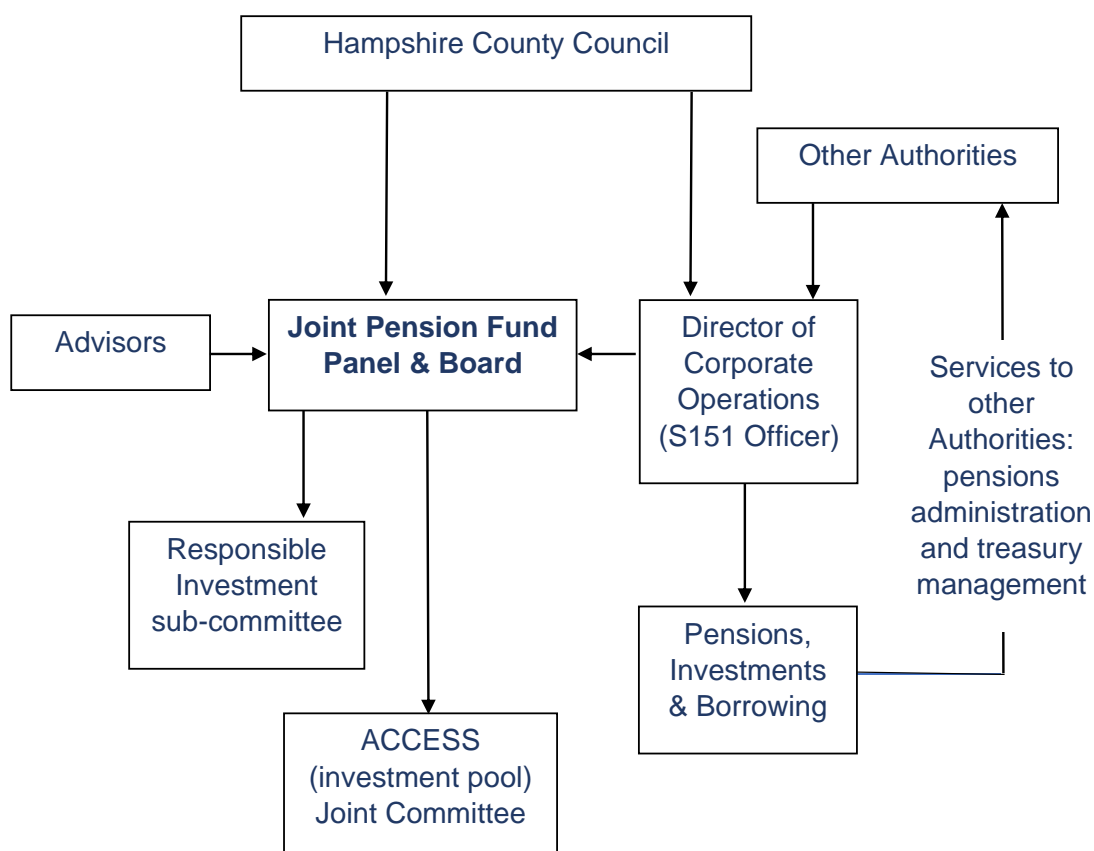 Hampshire County Council
Other Authorities
Advisors
Joint Pension Fund
Panel & Board
Director of
Corporate
Operations
(S151 Officer)
Services to
other
Authorities:
pensions
administration
and treasury
management
Responsible
Investment
sub-committee
Pensions,
Investments
& Borrowing
ACCESS
(investment pool)
Joint Committee